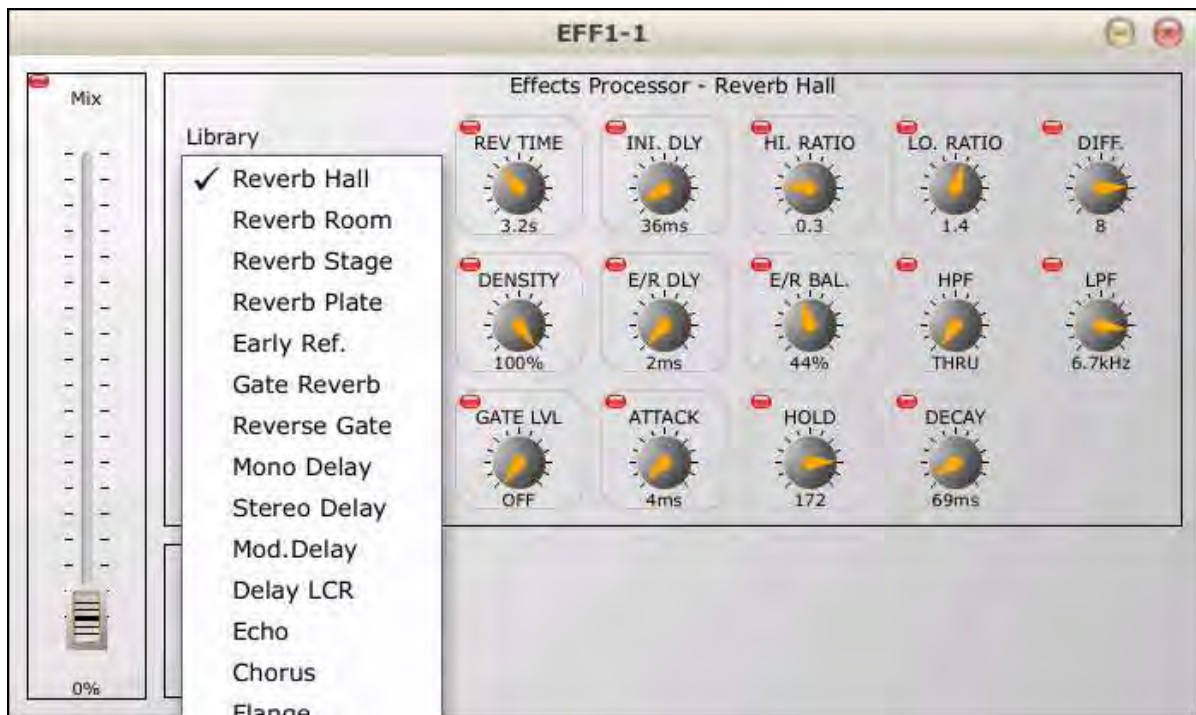 EFF1-1
Mix
0%
Effects Processor - Reverb Hall
Library
✓ Reverb Hall
Reverb Room
Reverb Stage
Reverb Plate
Early Ref.
Gate Reverb
Reverse Gate
Mono Delay
Stereo Delay
Mod.Delay
Delay LCR
Echo
Chorus
Flange
REV TIME INI. DLY HI. RATIO LO. RATIO DIFF.
3.2s 36ms 0.3 1.4 8
DENSITY E/R DLY E/R BAL. HPF LPF
100% 2ms 44% THRU 6.7kHz
GATE LVL ATTACK HOLD DECAY
OFF 4ms 172 69ms